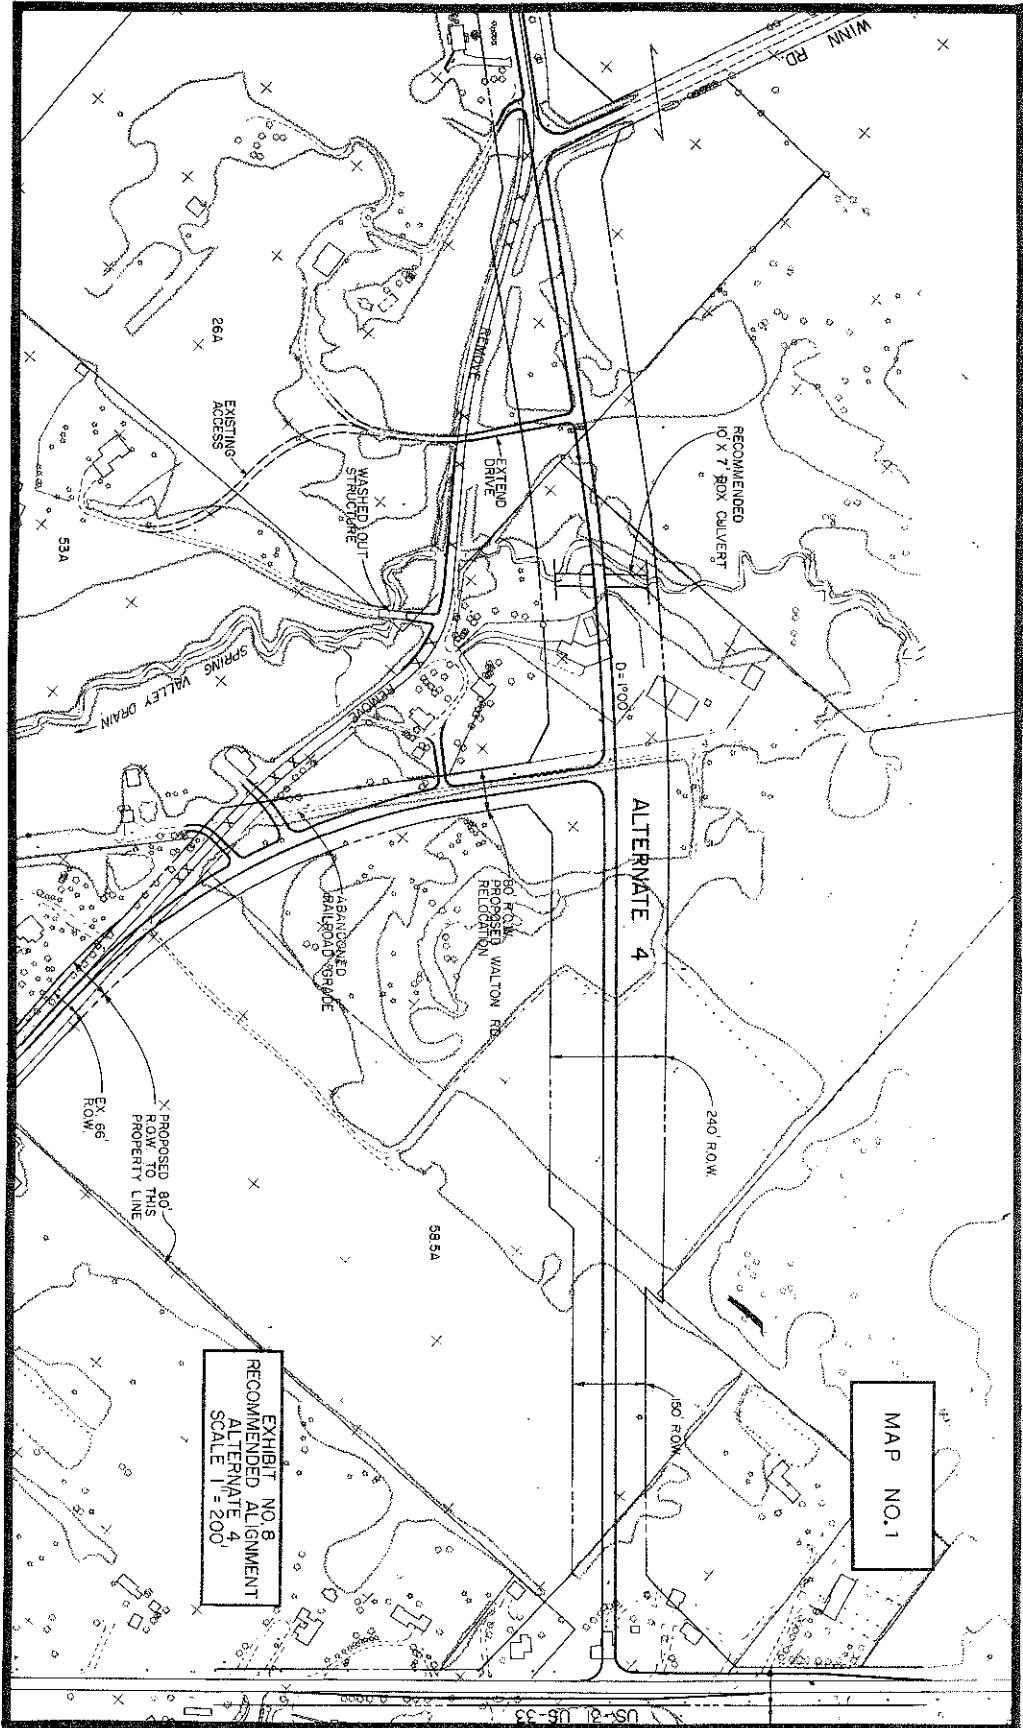 WINN RD.
REMOVE
26A
EXISTING
ACCESS
EXTEND
DRIVE
RECOMMENDED
10' X 7' BOX CULVERT
WASHED OUT
STRUCTURE
53A
SPRING VALLEY DRAIN
REMOVE
D=1°00'
ALTERNATE 4
80' R.O.W.
PROPOSED WALTON RD.
RELOCATION
ABANDONED
RAILROAD GRADE
240' R.O.W.
EX. 66'
R.O.W.
PROPOSED 80'
R.O.W. TO THIS
PROPERTY LINE
58.5A
150' R.O.W.
MAP NO.1
EXHIBIT NO. 8
RECOMMENDED ALIGNMENT
ALTERNATE 4
SCALE 1" = 200'
US-31 US-33